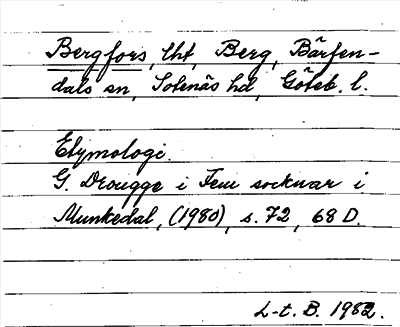 Bergfors, lht, Berg, Bärfen-
dals sn, Sotenäs hd, Göteb. l.
Etymologi.
G. Drougge i Fem socknar i
Munkedal, (1980), s. 72, 68 D.
L-t. B. 1982.